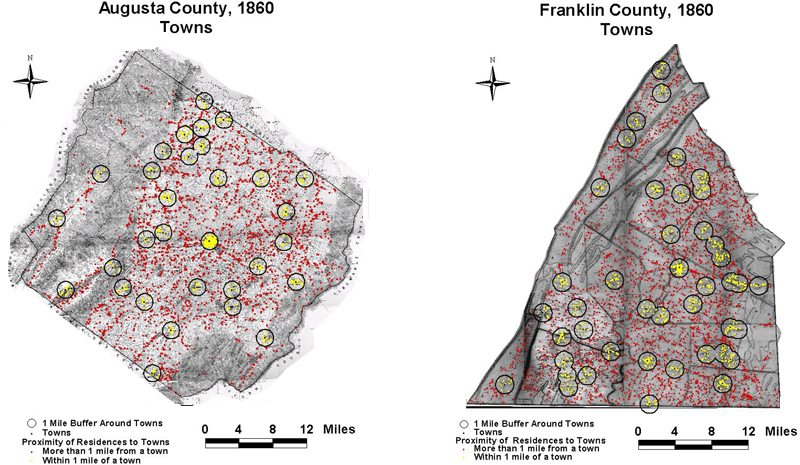 Augusta County, 1860
Towns
N
1 Mile Buffer Around Towns
Towns
Proximity of Residences to Towns
More than 1 mile from a town
Within 1 mile of a town
0 4 8 12 Miles
Franklin County, 1860
Towns
N
1 Mile Buffer Around Towns
Towns
Proximity of Residences to Towns
More than 1 mile from a town
Within 1 mile of a town
0 4 8 12 Miles